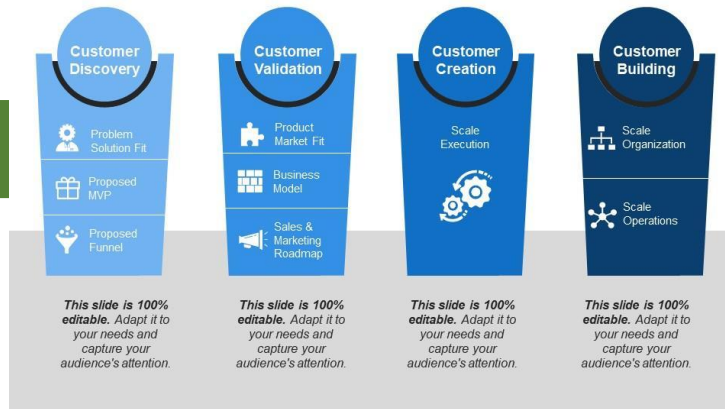 Customer
Discovery
Problem
Solution Fit
Proposed
MVP
Proposed
Funnel
This slide is 100%
editable. Adapt it to
your needs and
capture your
audience's attention.
Customer
Validation
Product
Market Fit
Business
Model
Sales &
Marketing
Roadmap
This slide is 100%
editable. Adapt it to
your needs and
capture your
audience's attention.
Customer
Creation
Scale
Execution
This slide is 100%
editable. Adapt it to
your needs and
capture your
audience's attention.
Customer
Building
Scale
Organization
Scale
Operations
This slide is 100%
editable. Adapt it to
your needs and
capture your
audience's attention.